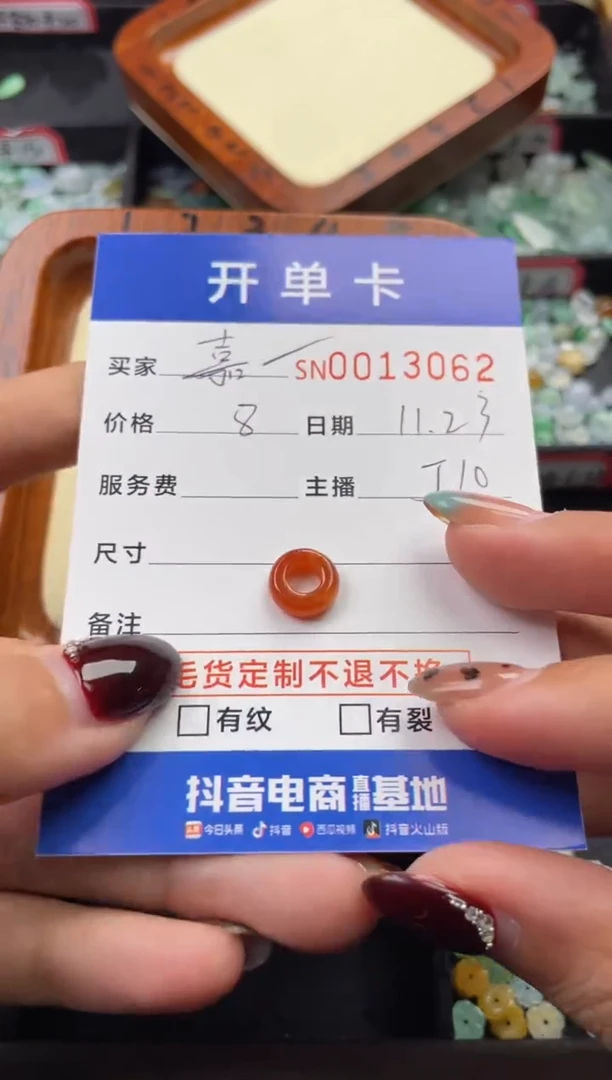 开单卡
买家 嘉 SN0013062
价格 8 日期 11.23
服务费 主播 T10
尺寸
备注
毛货定制不退不换
有纹 有裂
抖音电商直播基地
今日头条 抖音 西瓜视频 抖音火山版